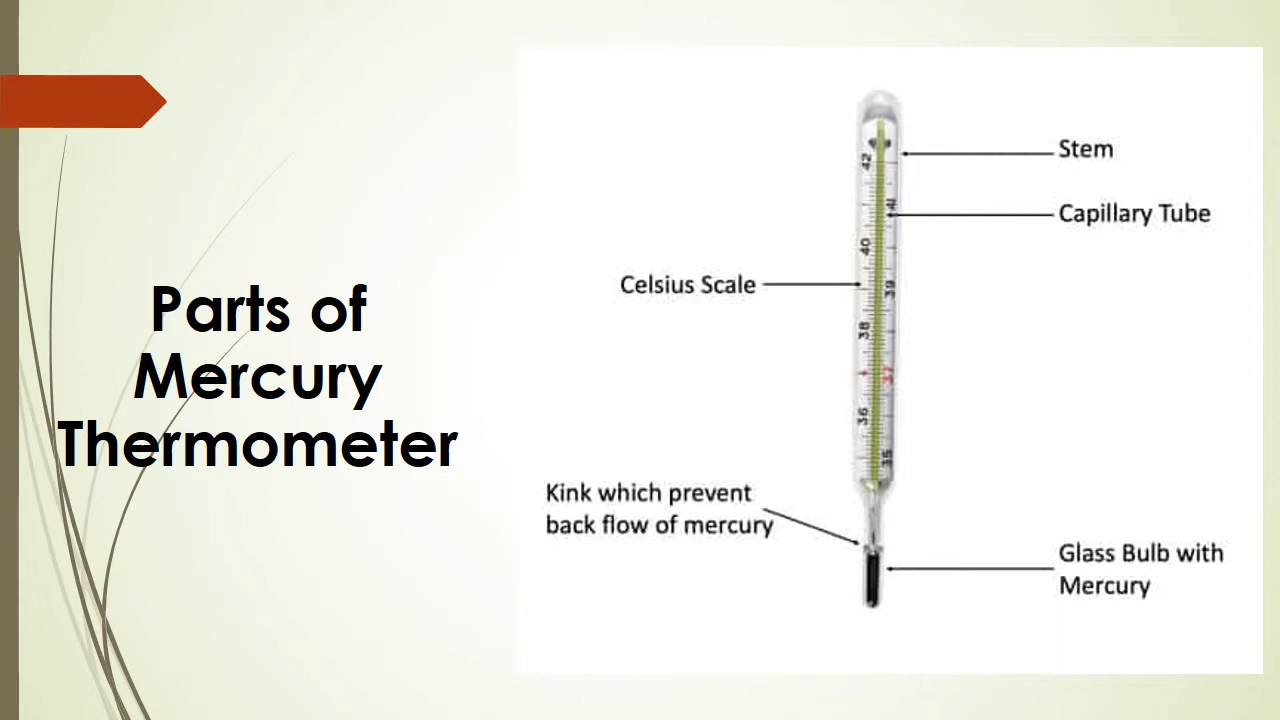 Parts of
Mercury
Thermometer
Stem
Capillary Tube
Celsius Scale
Kink which prevent
back flow of mercury
Glass Bulb with
Mercury
42
41
40
39
38
37
36
35